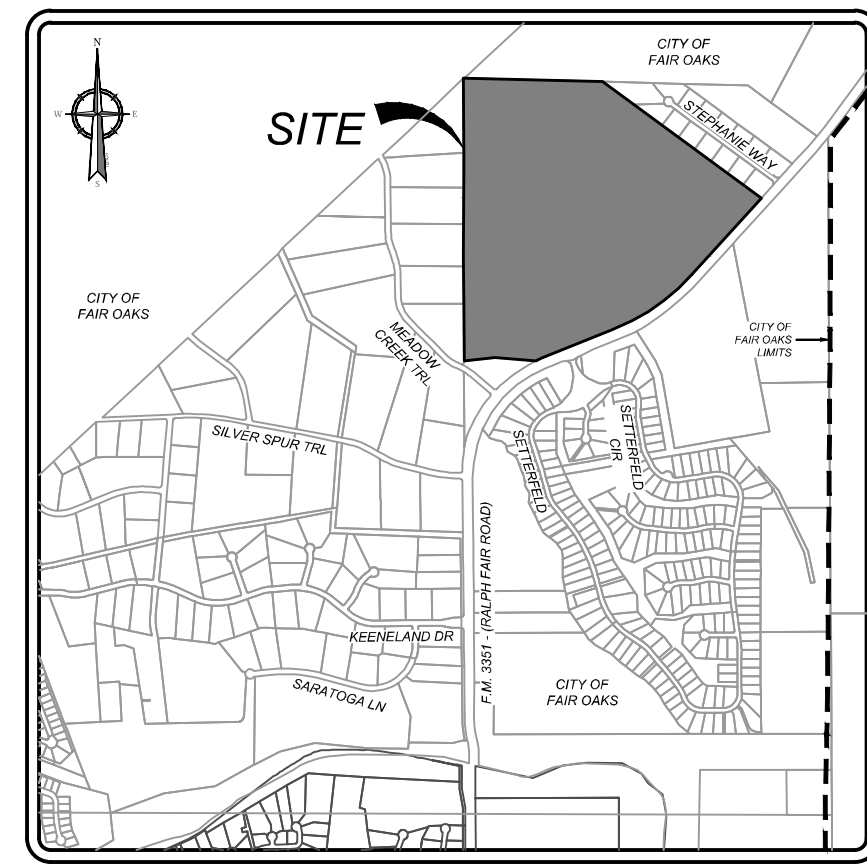 CITY OF
FAIR OAKS
N
W
E
S
SITE
STEPHANIE WAY
CITY OF
FAIR OAKS
CITY OF
FAIR OAKS
LIMITS
MEADOW
CREEK TRL
SILVER SPUR TRL
SETTERFELD
SETTERFELD
CIR
F.M. 3351 - (RALPH FAIR ROAD)
KEENELAND DR
SARATOGA LN
CITY OF
FAIR OAKS